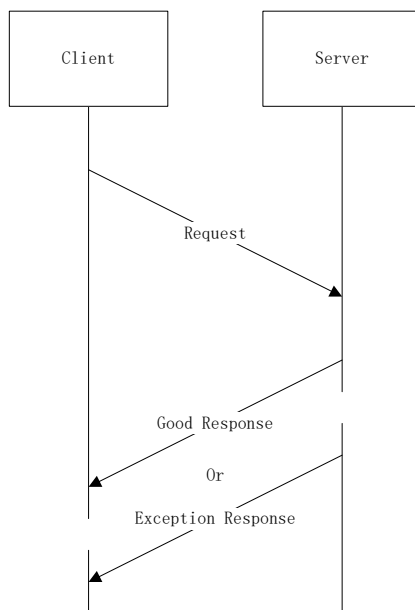 Client
Server
Request
Good Response
Or
Exception Response